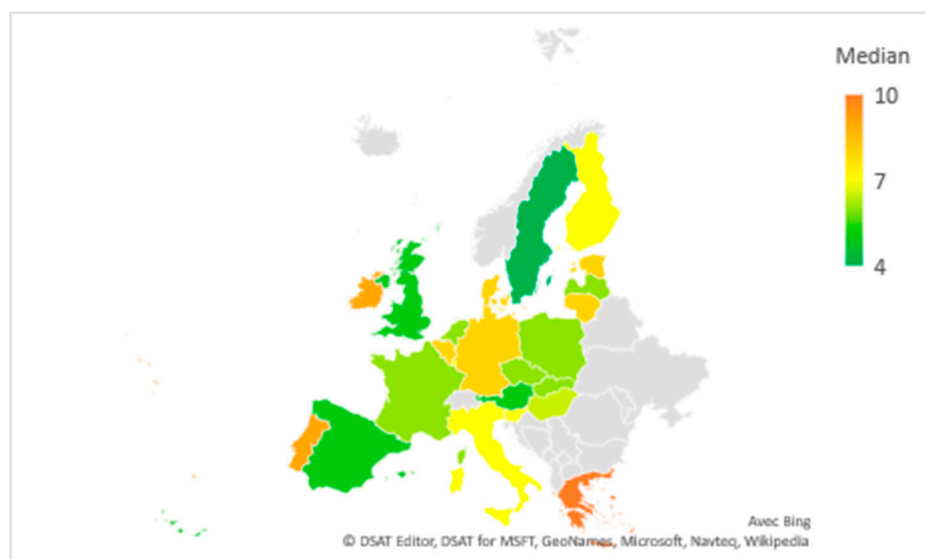 Median
10
7
4
Avec Bing
© DSAT Editor, DSAT for MSFT, GeoNames, Microsoft, Navteq, Wikipedia